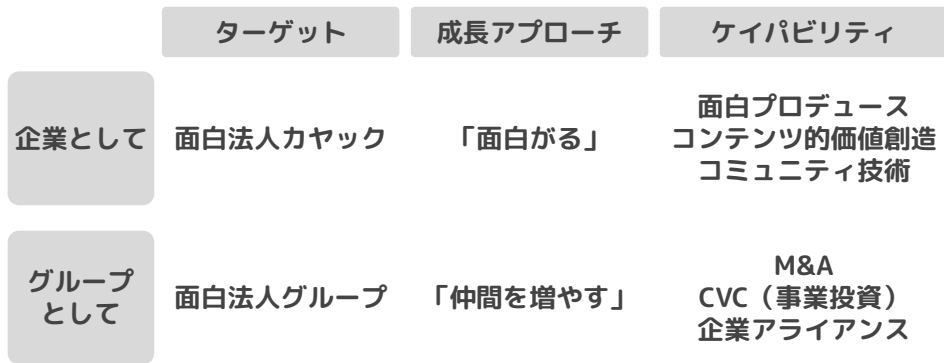 ターゲット
成長アプローチ
ケイパビリティ
企業として
面白法人カヤック
「面白がる」
面白プロデュース
コンテンツ的価値創造
コミュニティ技術
グループ
として
面白法人グループ
「仲間を増やす」
M&A
CVC（事業投資）
企業アライアンス